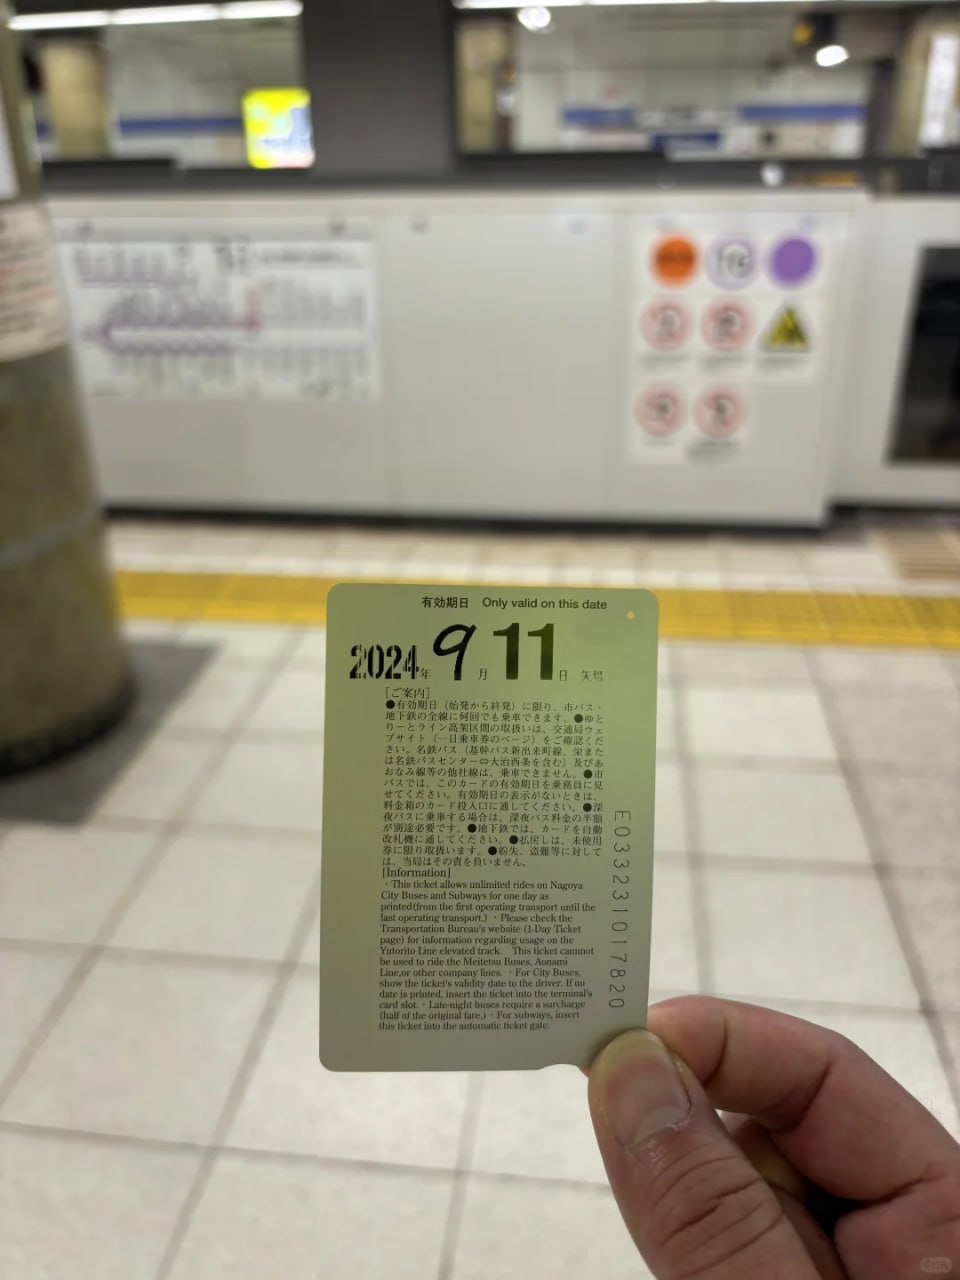 有効期日 Only valid on this date
2024年9月11日 矢場
[ご案内]
●有効期日（始発から終発）に限り、市バス・
地下鉄の全線に何回でも乗車できます。●ゆと
りーとライン高架区間の取扱いは、交通局ウェ
ブサイト（一日乗車券のページ）をご確認くだ
さい。名鉄バス（基幹バス新出来町線、栄また
は名鉄バスセンター⇔大治西条を含む）及びあ
おなみ線等の他社線は、乗車できません。●市
バスでは、このカードの有効期日を乗務員に見
せてください。有効期日の表示がないときは、
料金箱のカード投入口に通してください。●深
夜バスに乗車する場合は、深夜バス料金の半額
が別途必要です。●地下鉄では、カードを自動
改札機に通してください。●払戻しは、未使用
券に限り取扱います。●紛失、盗難等に対して
は、当局はその責を負いません。
[Information]
・This ticket allows unlimited rides on Nagoya
City Buses and Subways for one day as
printed(from the first operating transport until the
last operating transport.) ・Please check the
Transportation Bureau's website (1-Day Ticket
page) for information regarding usage on the
Yutorito Line elevated track. This ticket cannnot
be used to ride the Meitetsu Buses, Aonami
Line,or other company lines. ・For City Buses,
show the ticket's validity date to the driver. If no
date is printed, insert the ticket into the terminal's
card slot. ・Late-night buses require a surcharge
(half of the original fare.) ・For subways, insert
this ticket into the automatic ticket gate.
E0332310178​20